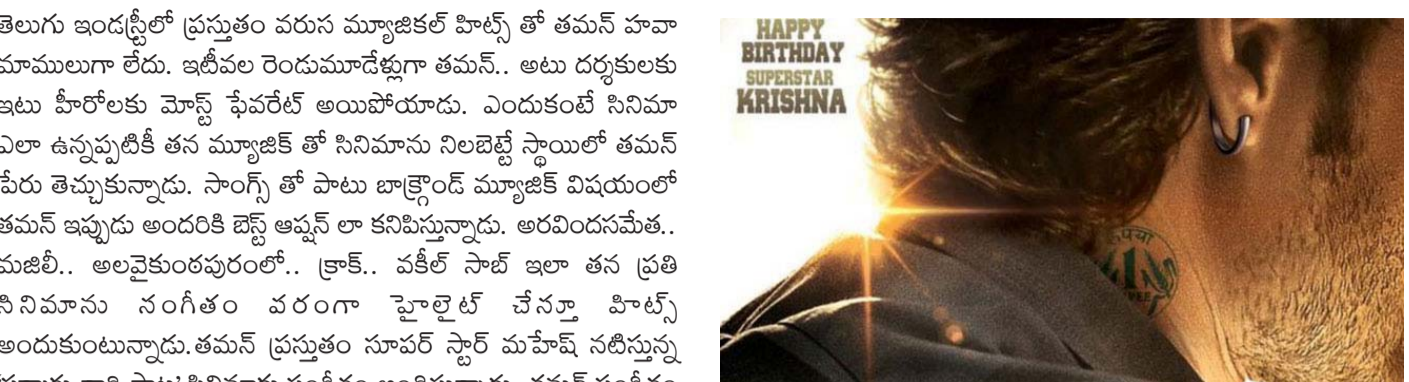 తెలుగు ఇండస్ట్రీలో ప్రస్తుతం వరుస మ్యూజికల్ హిట్స్ తో తమన్ హవా
మాములుగా లేదు. ఇటీవల రెండుమూడేళ్లుగా తమన్.. అటు దర్శకులకు
ఇటు హీరోలకు మోస్ట్ ఫేవరేట్ అయిపోయాడు. ఎందుకంటే సినిమా
ఎలా ఉన్నప్పటికీ తన మ్యూజిక్ తో సినిమాను నిలబెట్టే స్థాయిలో తమన్
పేరు తెచ్చుకున్నాడు. సాంగ్స్ తో పాటు బాక్గ్రౌండ్ మ్యూజిక్ విషయంలో
తమన్ ఇప్పుడు అందరికి బెస్ట్ ఆప్షన్ లా కనిపిస్తున్నాడు. అరవిందసమేత..
మజిలీ.. అలవైకుంఠపురంలో.. క్రాక్.. వకీల్ సాబ్ ఇలా తన ప్రతి
సినిమాను సంగీతం వరంగా హైలైట్ చేస్తూ హిట్స్
అందుకుంటున్నాడు.తమన్ ప్రస్తుతం సూపర్ స్టార్ మహేష్ నటిస్తున్న
HAPPY
BIRTHDAY
SUPERSTAR
KRISHNA